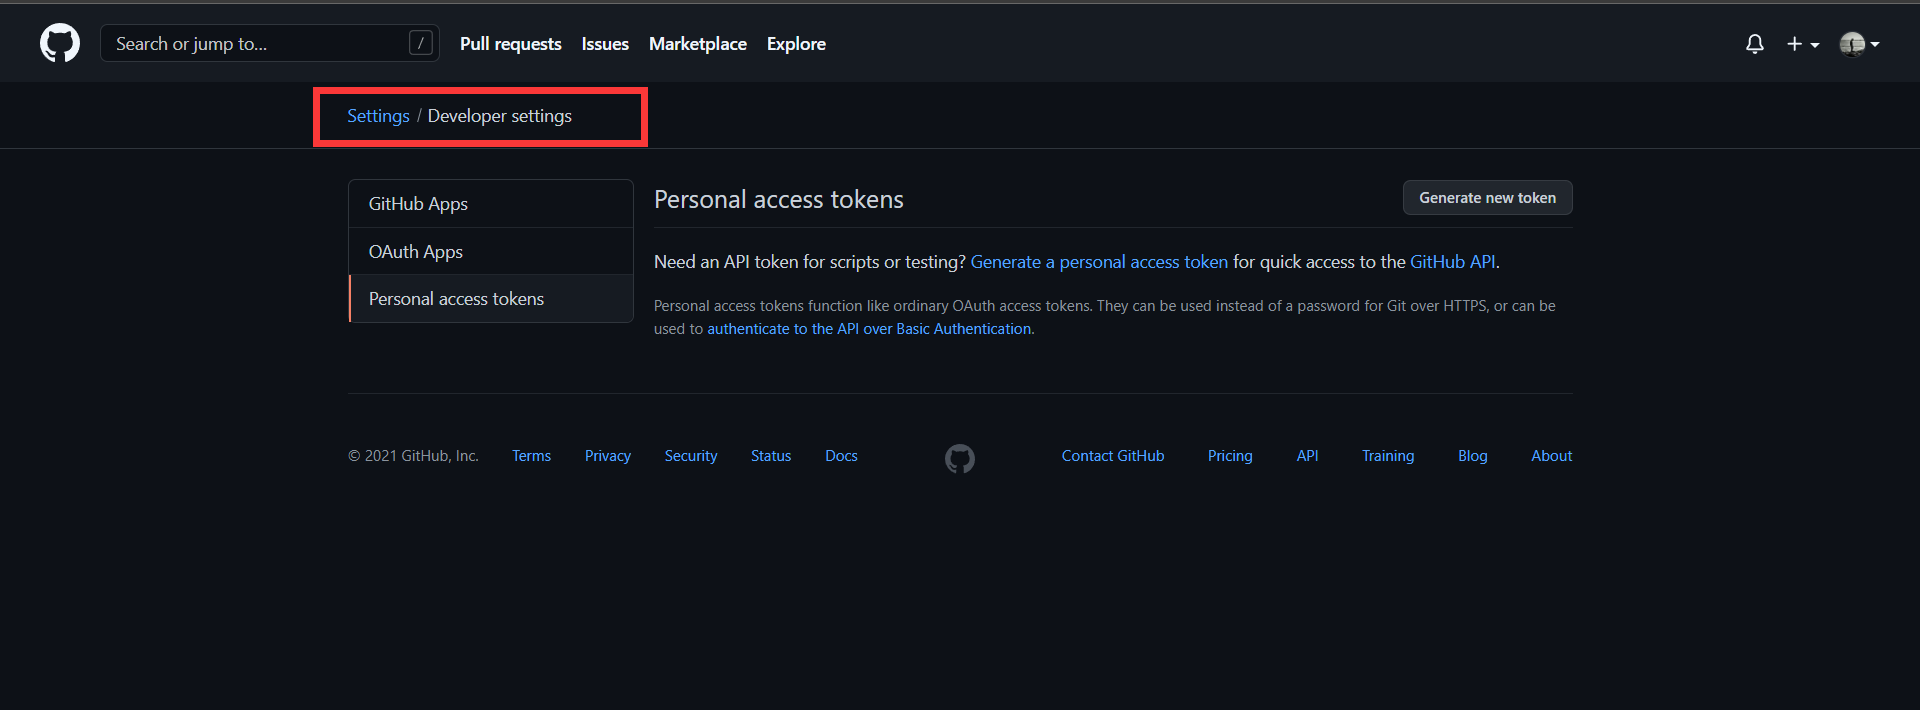 Search or jump to... /
Pull requests Issues Marketplace Explore
Settings / Developer settings
GitHub Apps
OAuth Apps
Personal access tokens
Personal access tokens
Generate new token
Need an API token for scripts or testing? Generate a personal access token for quick access to the GitHub API.
Personal access tokens function like ordinary OAuth access tokens. They can be used instead of a password for Git over HTTPS, or can be
used to authenticate to the API over Basic Authentication.
© 2021 GitHub, Inc. Terms Privacy Security Status Docs Contact GitHub Pricing API Training Blog About